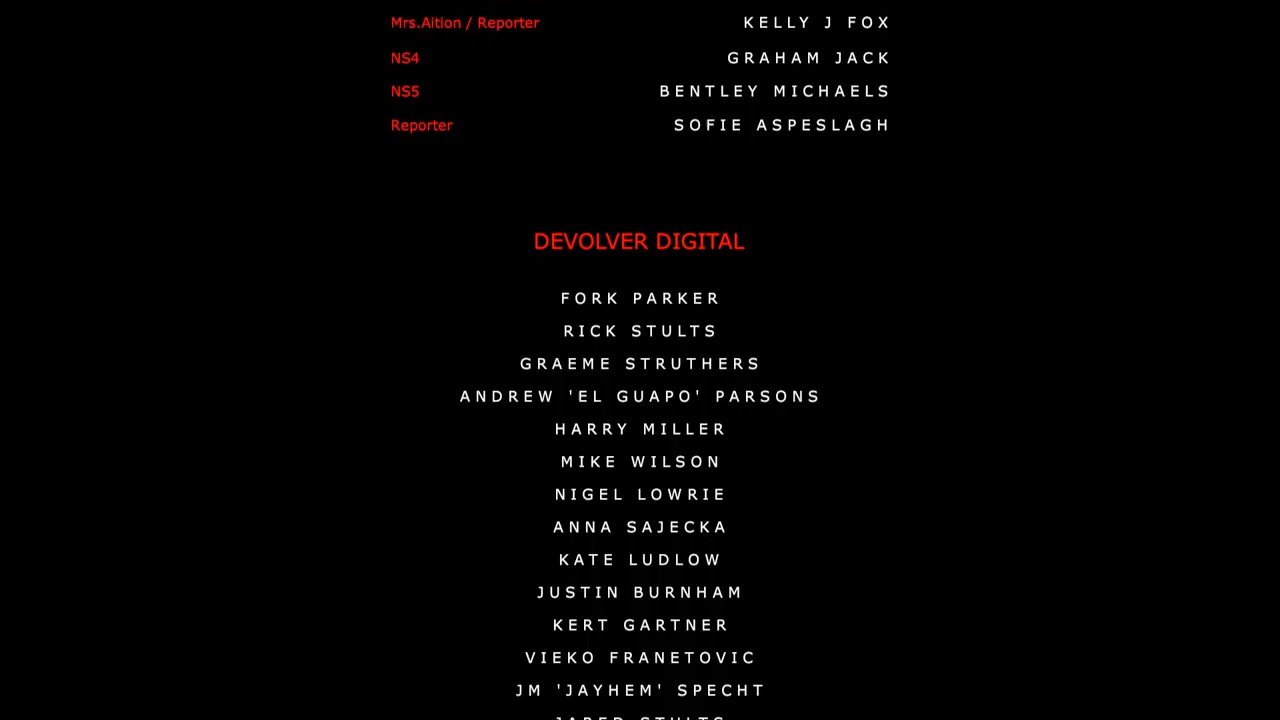 Mrs.Aition / Reporter KELLY J FOX
NS4 GRAHAM JACK
NS5 BENTLEY MICHAELS
Reporter SOFIE ASPESLAGH
DEVOLVER DIGITAL
FORK PARKER
RICK STULTS
GRAEME STRUTHERS
ANDREW 'EL GUAPO' PARSONS
HARRY MILLER
MIKE WILSON
NIGEL LOWRIE
ANNA SAJECKA
KATE LUDLOW
JUSTIN BURNHAM
KERT GARTNER
VIEKO FRANETOVIC
JM 'JAYHEM' SPECHT
JARED STULTS